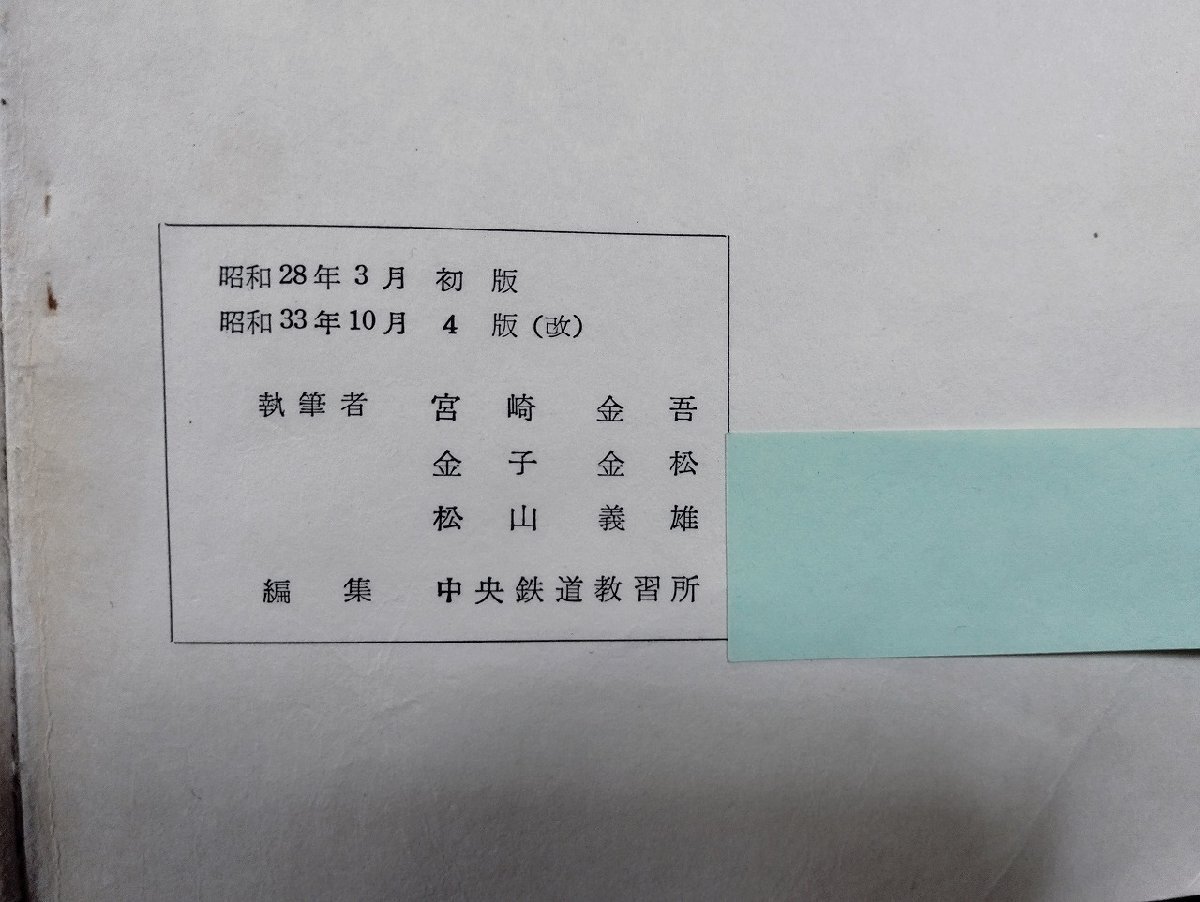 昭和28年3月 初版
昭和33年10月 4版(改)
執筆者 宮崎金吾
金子金松
松山義雄
編集 中央鉄道教習所